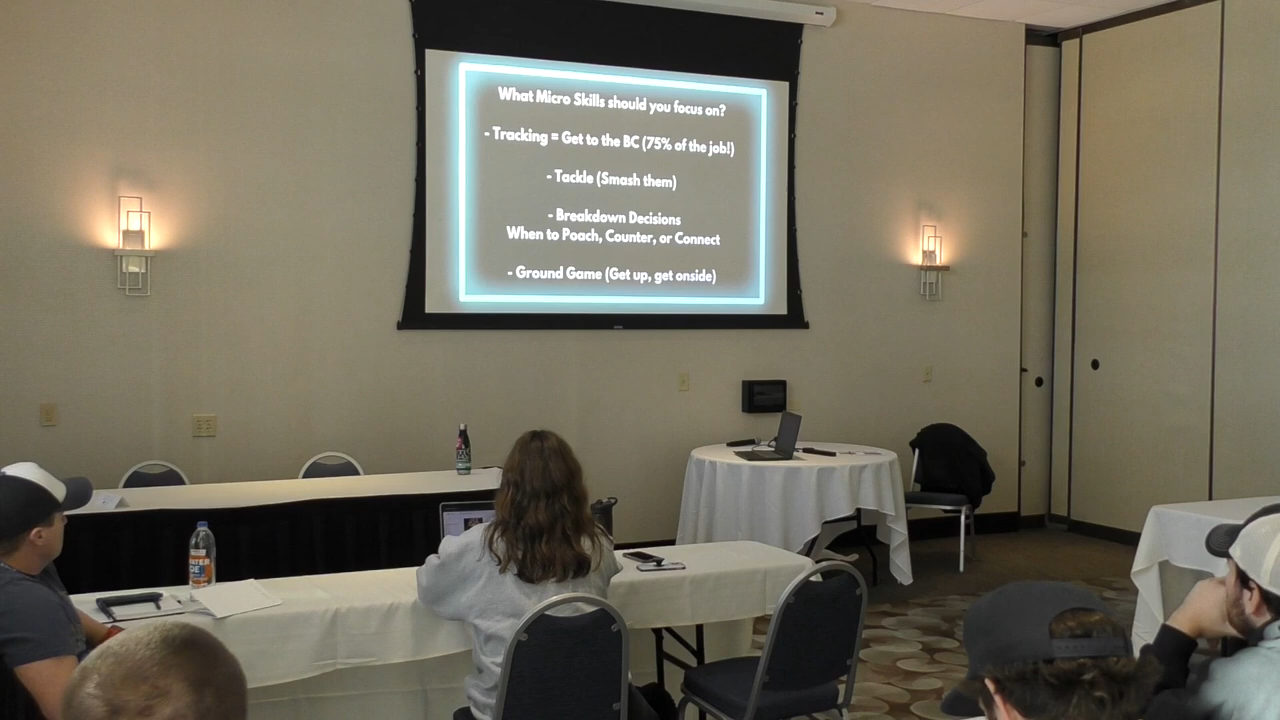 What Micro Skills should you focus on?
- Tracking = Get to the BC (75% of the job!)
- Tackle (Smash them)
- Breakdown Decisions
When to Poach, Counter, or Connect
- Ground Game (Get up, get onside)